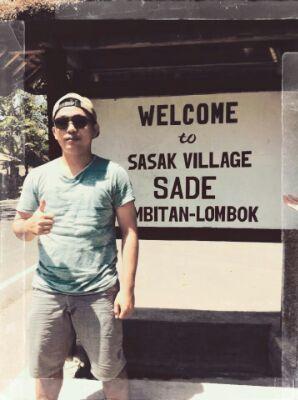 WELCOME
to
SASAK VILLAGE
SADE
MBITAN-LOMBOK